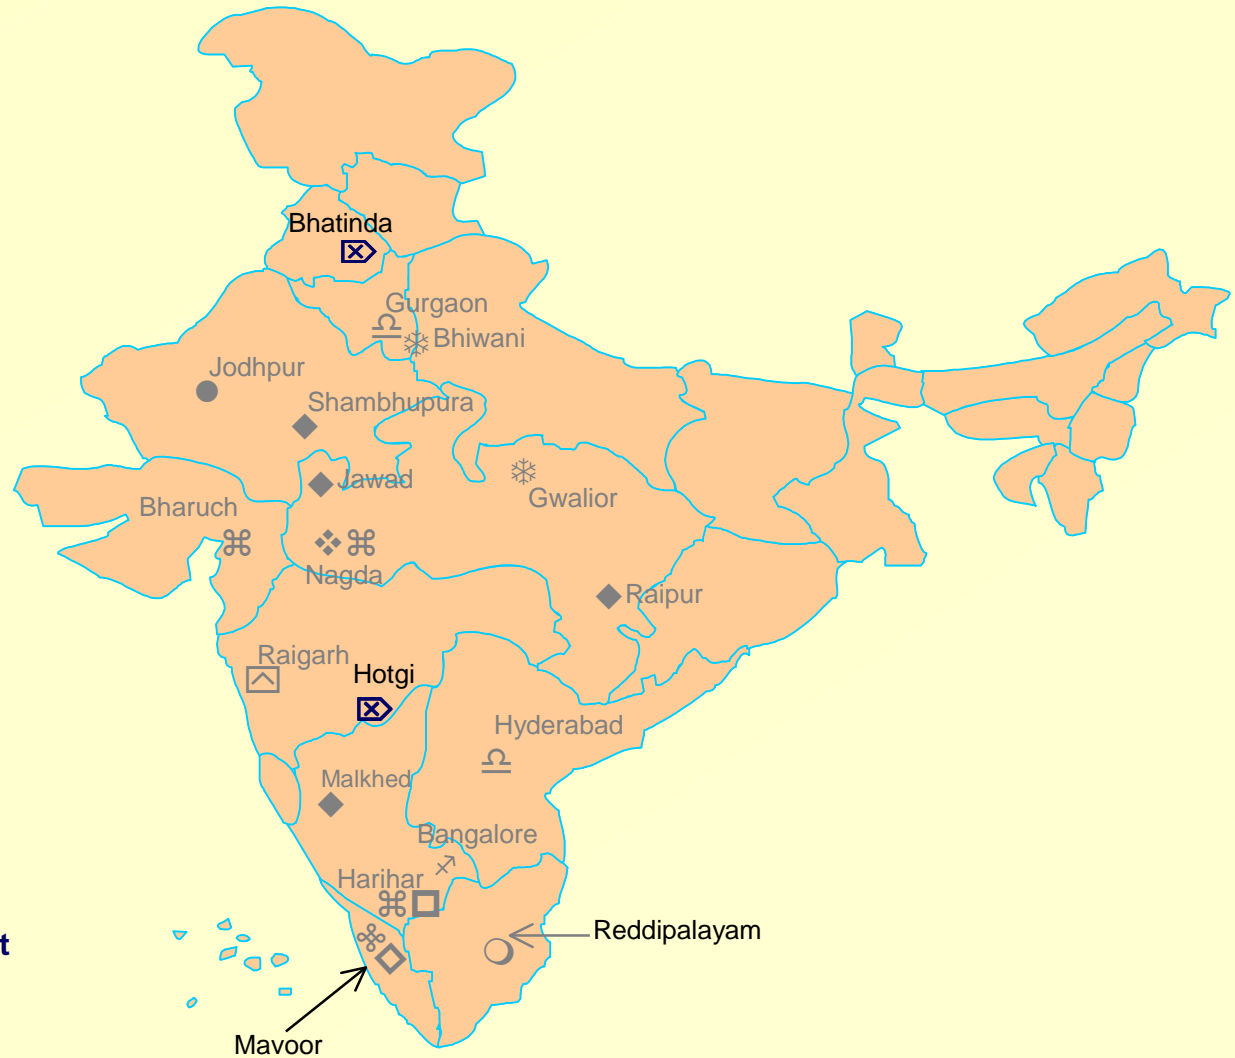 Bhatinda
Gurgaon
Bhiwani
Jodhpur
Shambhupura
Jawad
Gwalior
Bharuch
Nagda
Raipur
Raigarh
Hotgi
Hyderabad
Malkhed
Bangalore
Harihar
Reddipalayam
t
Mavoor